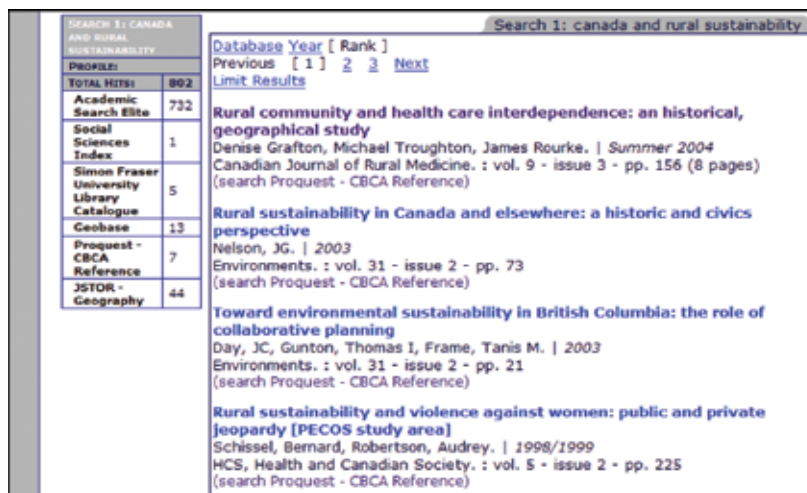 SEARCH 1: CANADA
AND RURAL
SUSTAINABILITY
PROFILE:
TOTAL HITS: 802
Academic
Search Elite 732
Social
Sciences
Index 1
Simon Fraser
University
Library
Catalogue 5
Geobase 13
Proquest -
CBCA
Reference 7
JSTOR -
Geography 44
Search 1: canada and rural sustainability
Database Year [ Rank ]
Previous [ 1 ] 2 3 Next
Limit Results
Rural community and health care interdependence: an historical,
geographical study
Denise Grafton, Michael Troughton, James Rourke. | Summer 2004
Canadian Journal of Rural Medicine. : vol. 9 - issue 3 - pp. 156 (8 pages)
(search Proquest - CBCA Reference)
Rural sustainability in Canada and elsewhere: a historic and civics
perspective
Nelson, JG. | 2003
Environments. : vol. 31 - issue 2 - pp. 73
(search Proquest - CBCA Reference)
Toward environmental sustainability in British Columbia: the role of
collaborative planning
Day, JC, Gunton, Thomas I, Frame, Tanis M. | 2003
Environments. : vol. 31 - issue 2 - pp. 21
(search Proquest - CBCA Reference)
Rural sustainability and violence against women: public and private
jeopardy [PECOS study area]
Schissel, Bernard, Robertson, Audrey. | 1998/1999
HCS, Health and Canadian Society. : vol. 5 - issue 2 - pp. 225
(search Proquest - CBCA Reference)